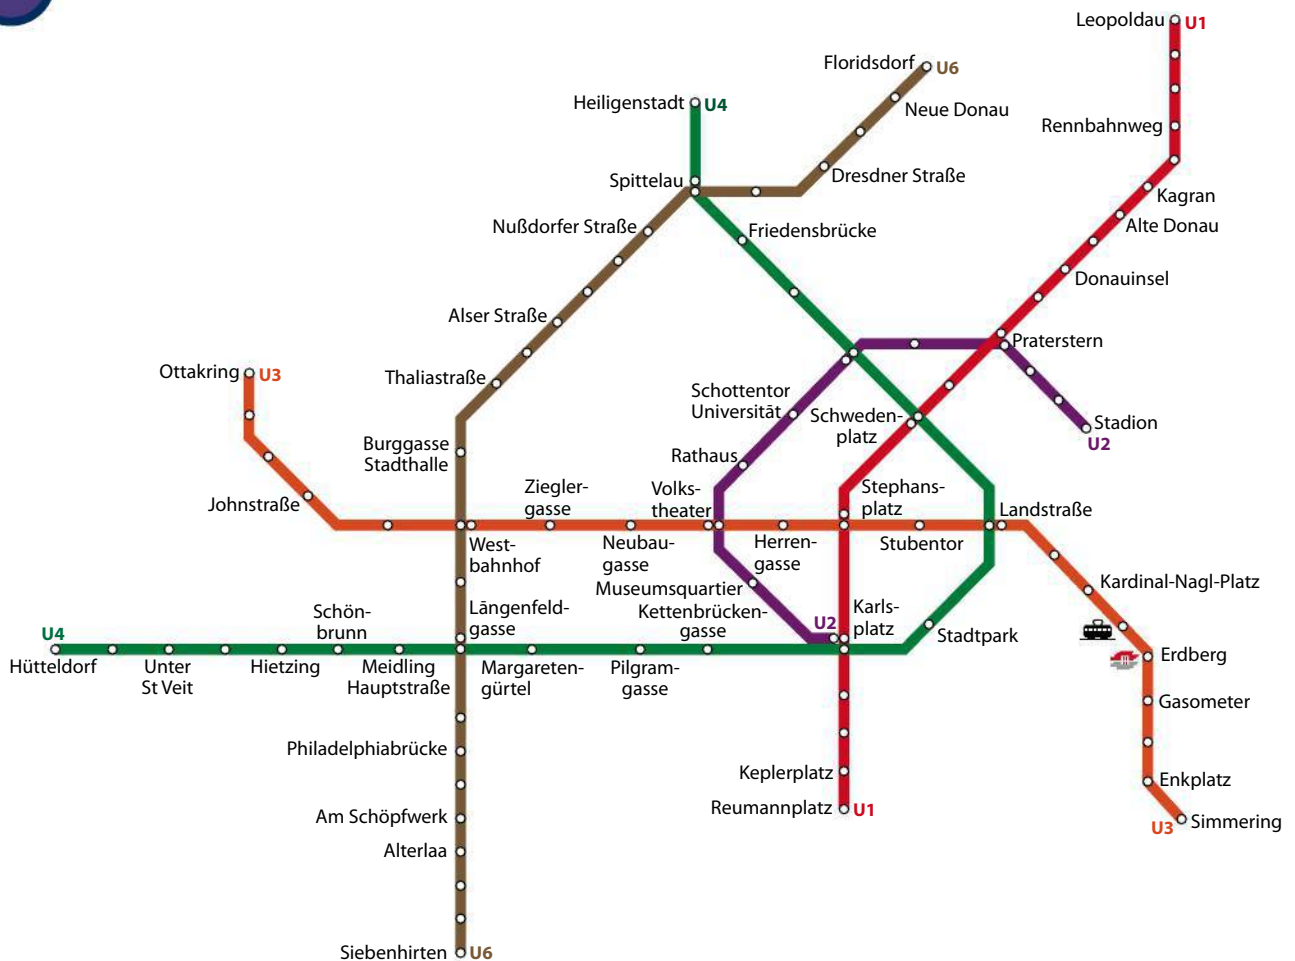 Leopoldau
U1
Floridsdorf
U6
Heiligenstadt
U4
Neue Donau
Rennbahnweg
Dresdner Straße
Spittelau
Kagran
Nußdorfer Straße
Friedensbrücke
Alte Donau
Donauinsel
Alser Straße
Praterstern
Ottakring
U3
Thaliastraße
Schottentor
Universität
Schweden-
platz
Stadion
U2
Burggasse
Stadthalle
Rathaus
Johnstraße
Ziegler-
gasse
Volks-
theater
Stephans-
platz
Landstraße
West-
bahnhof
Neubau-
gasse
Herren-
gasse
Stubentor
Museumsquartier
Kardinal-Nagl-Platz
Schön-
brunn
Längenfeld-
gasse
Kettenbrücken-
gasse
U2
Karls-
platz
Stadtpark
U4
Hütteldorf
Unter
St Veit
Hietzing
Meidling
Hauptstraße
Margareten-
gürtel
Pilgram-
gasse
Erdberg
Gasometer
Philadelphiabrücke
Keplerplatz
Enkplatz
Reumannplatz
U1
Am Schöpfwerk
U3
Simmering
Alterlaa
Siebenhirten
U6